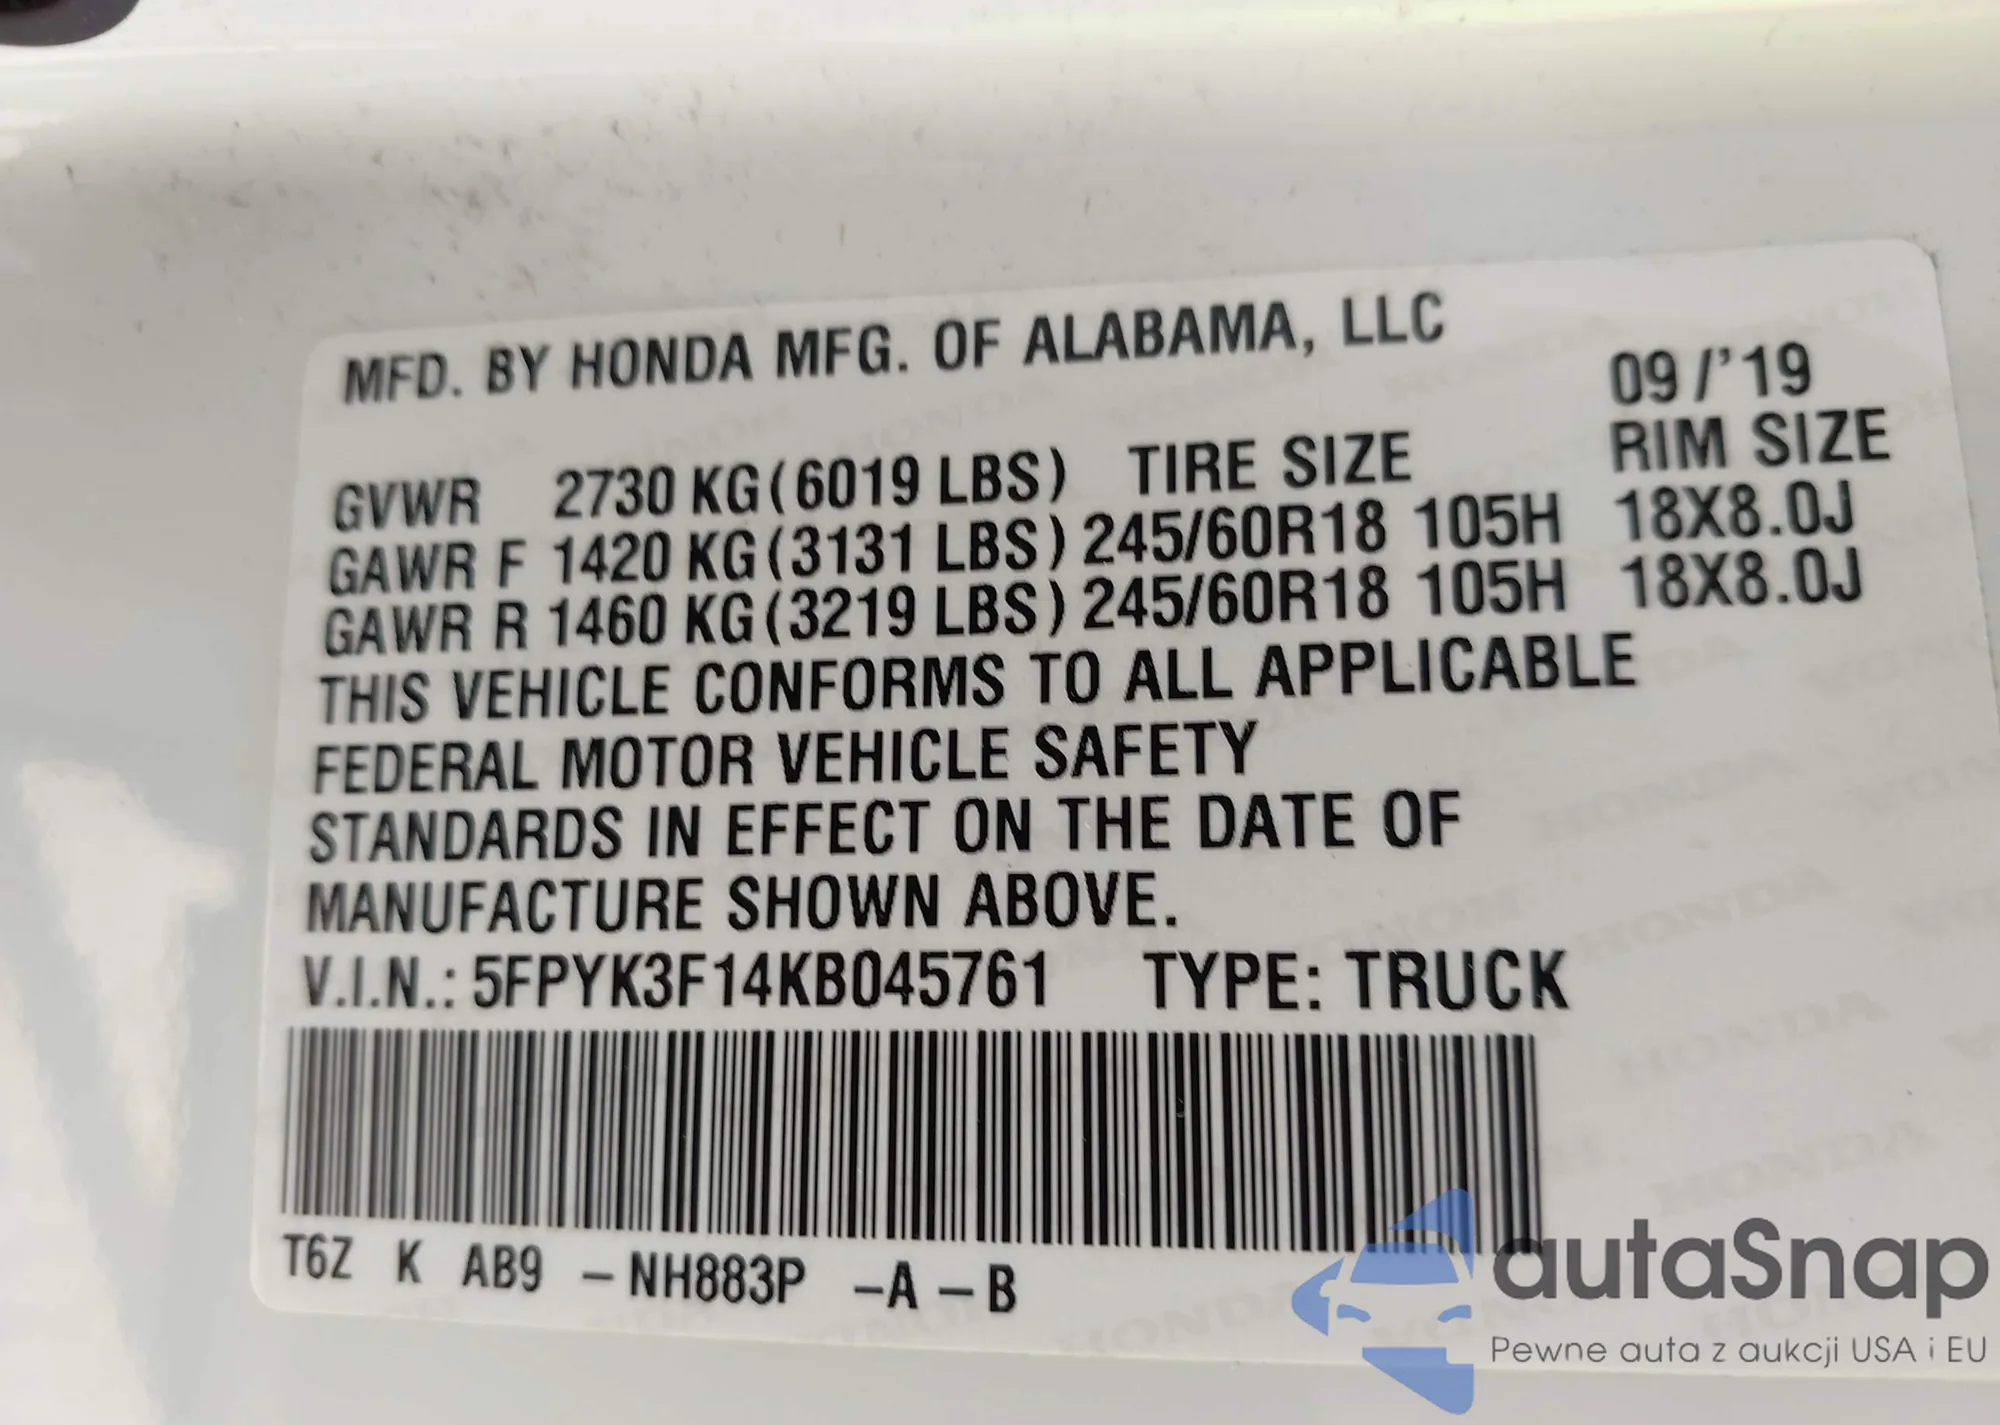 MFD. BY HONDA MFG. OF ALABAMA, LLC
09/'19
GVWR 2730 KG(6019 LBS) TIRE SIZE RIM SIZE
GAWR F 1420 KG(3131 LBS) 245/60R18 105H 18X8.0J
GAWR R 1460 KG(3219 LBS) 245/60R18 105H 18X8.0J
THIS VEHICLE CONFORMS TO ALL APPLICABLE
FEDERAL MOTOR VEHICLE SAFETY
STANDARDS IN EFFECT ON THE DATE OF
MANUFACTURE SHOWN ABOVE.
V.I.N.: 5FPYK3F14KB045761 TYPE: TRUCK
T6Z K AB9 –NH883P –A –B
autaSnap
Pewne auta z aukcji USA i EU